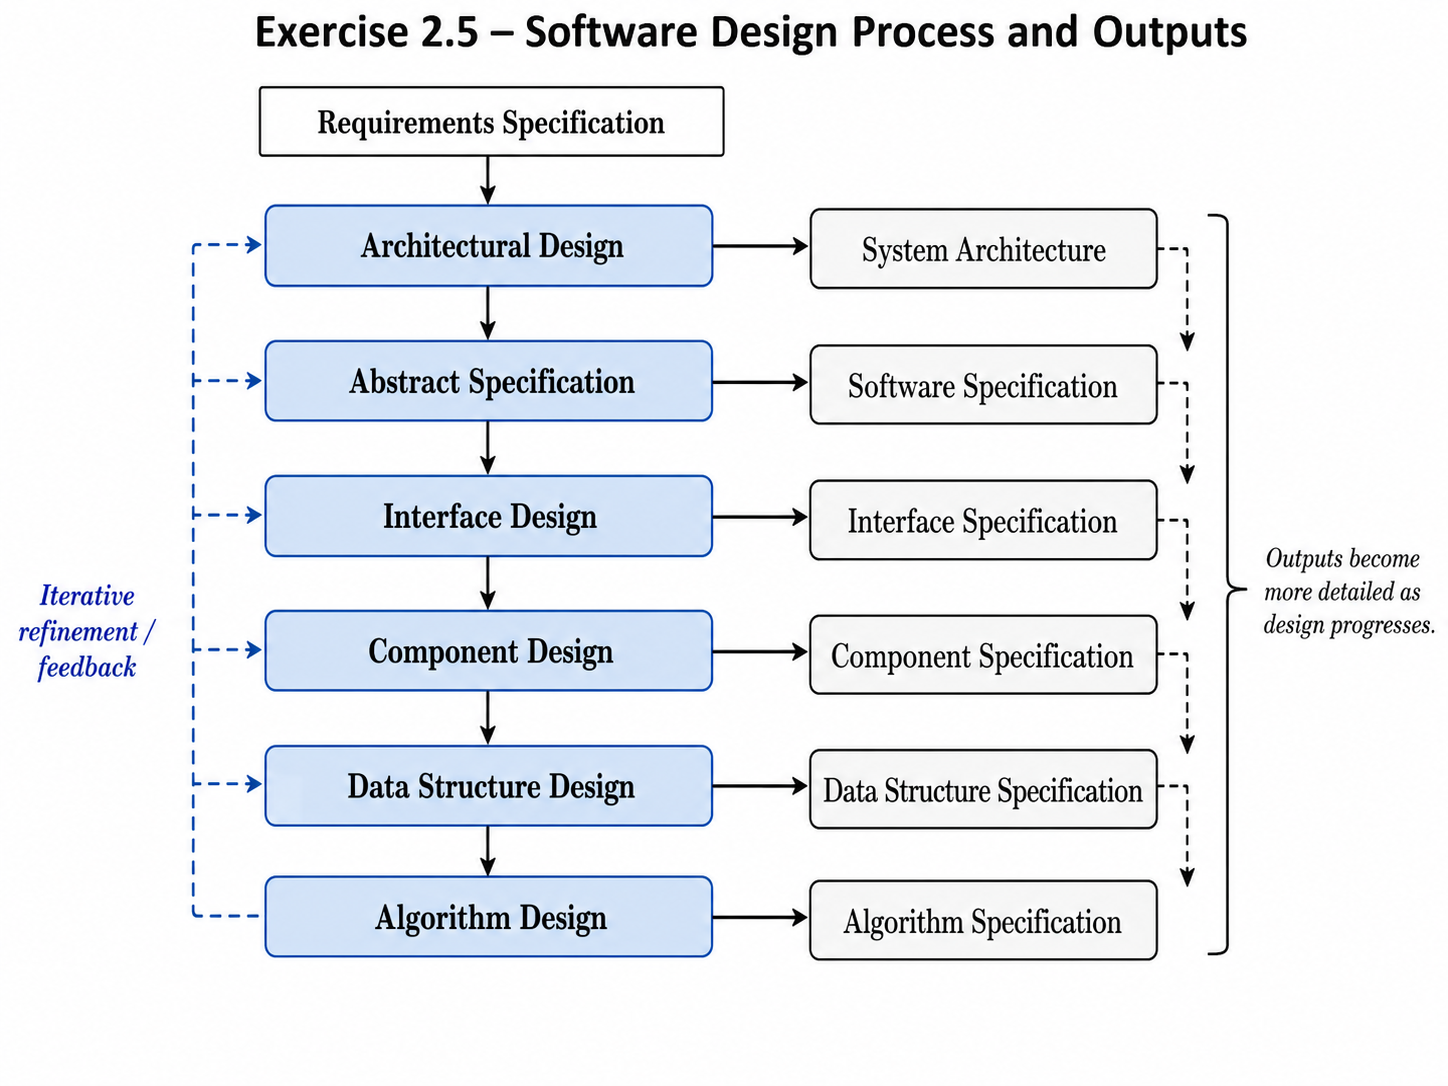 Exercise 2.5 – Software Design Process and Outputs
Requirements Specification
Architectural Design
System Architecture
Abstract Specification
Software Specification
Interface Design
Interface Specification
Component Design
Component Specification
Data Structure Design
Data Structure Specification
Algorithm Design
Algorithm Specification
Iterative
refinement /
feedback
Outputs become
more detailed as
design progresses.